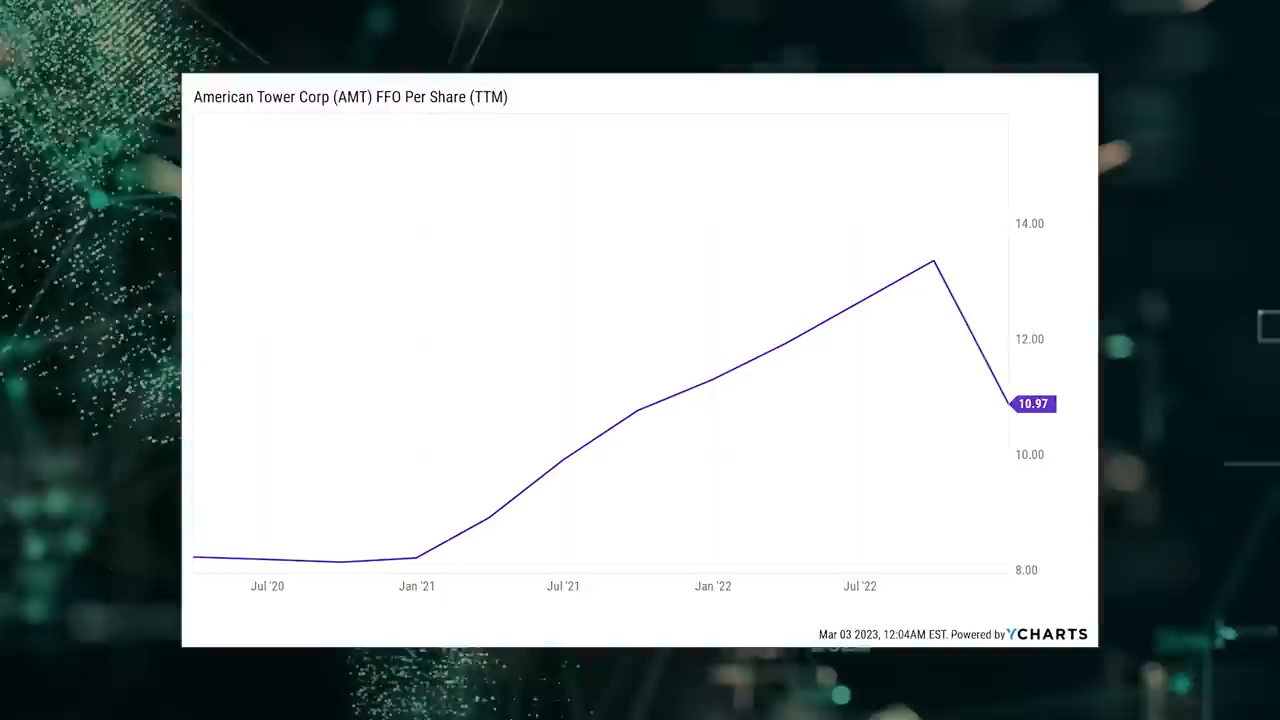 American Tower Corp (AMT) FFO Per Share (TTM)
14.00
12.00
10.97
10.00
8.00
Jul '20 Jan '21 Jul '21 Jan '22 Jul '22
Mar 03 2023, 12:04AM EST. Powered by YCHARTS